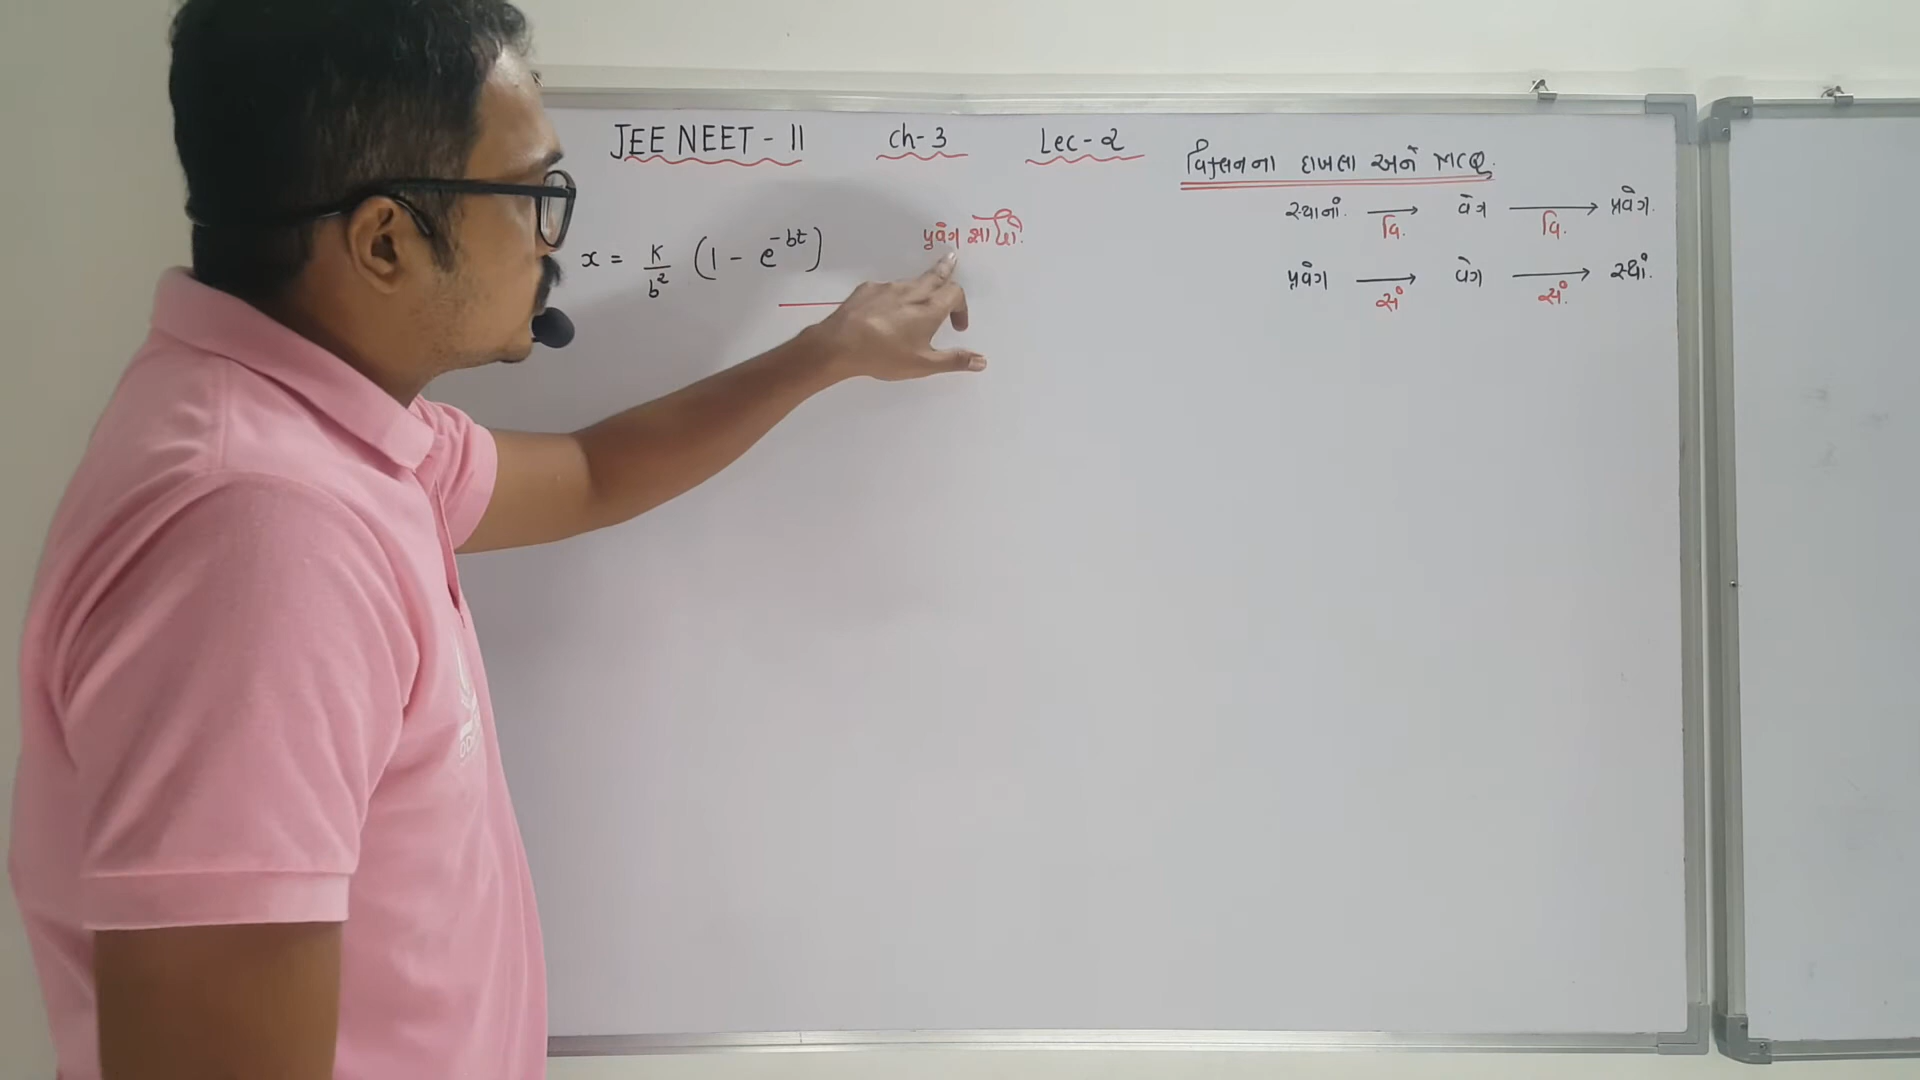 JEE NEET - 11 ch-3 Lec-2
x = K/b² (1 - e^-bt) પ્રવેગ શોધો.
વિકલનના દાખલા અને MCQ.
સ્થાનાં. → વેગ → પ્રવેગ.
વિ. વિ.
પ્રવેગ → વેગ → સ્થાં.
સં સં.